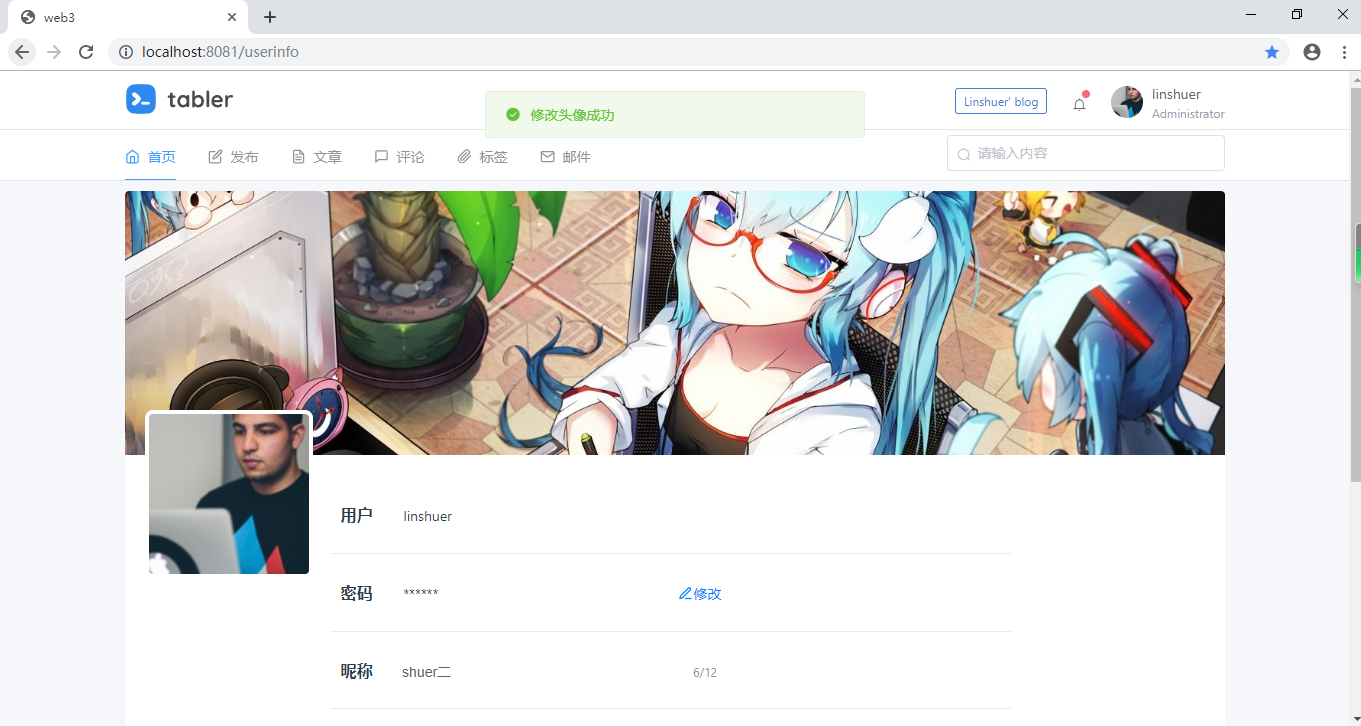 web3
localhost:8081/userinfo
tabler
修改头像成功
Linshuer' blog
linshuer
Administrator
首页 发布 文章 评论 标签 邮件
请输入内容
用户 linshuer
密码 ****** 修改
昵称 shuer二 6/12